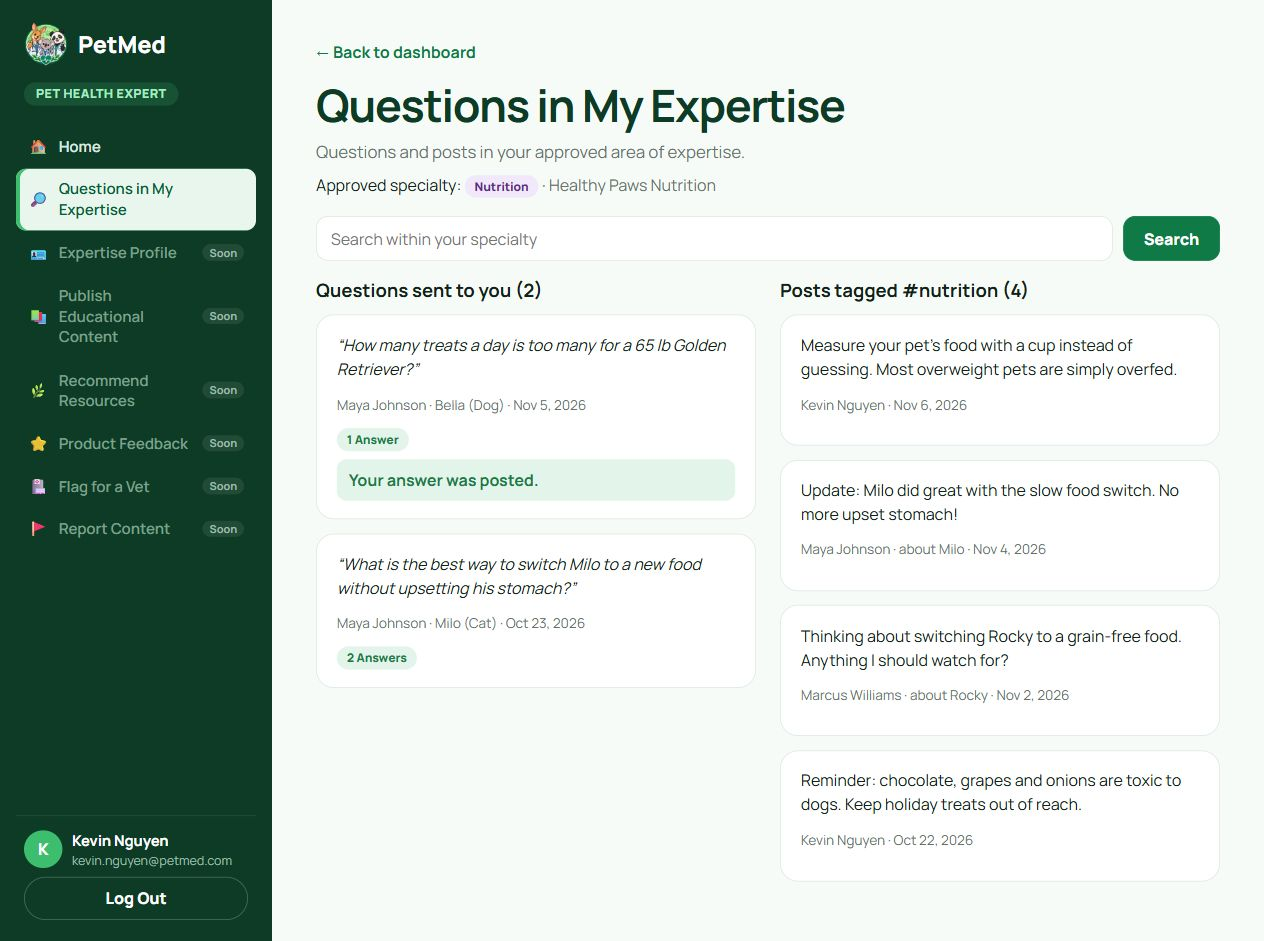 PetMed
PET HEALTH EXPERT
Home
Questions in My
Expertise
Expertise Profile
Soon
Publish
Educational
Content
Soon
Recommend
Resources
Soon
Product Feedback
Soon
Flag for a Vet
Soon
Report Content
Soon
K
Kevin Nguyen
kevin.nguyen@petmed.com
Log Out
← Back to dashboard
Questions in My Expertise
Questions and posts in your approved area of expertise.
Approved specialty: Nutrition · Healthy Paws Nutrition
Search within your specialty
Search
Questions sent to you (2)
“How many treats a day is too many for a 65 lb Golden
Retriever?”
Maya Johnson · Bella (Dog) · Nov 5, 2026
1 Answer
Your answer was posted.
“What is the best way to switch Milo to a new food
without upsetting his stomach?”
Maya Johnson · Milo (Cat) · Oct 23, 2026
2 Answers
Posts tagged #nutrition (4)
Measure your pet’s food with a cup instead of
guessing. Most overweight pets are simply overfed.
Kevin Nguyen · Nov 6, 2026
Update: Milo did great with the slow food switch. No
more upset stomach!
Maya Johnson · about Milo · Nov 4, 2026
Thinking about switching Rocky to a grain-free food.
Anything I should watch for?
Marcus Williams · about Rocky · Nov 2, 2026
Reminder: chocolate, grapes and onions are toxic to
dogs. Keep holiday treats out of reach.
Kevin Nguyen · Oct 22, 2026